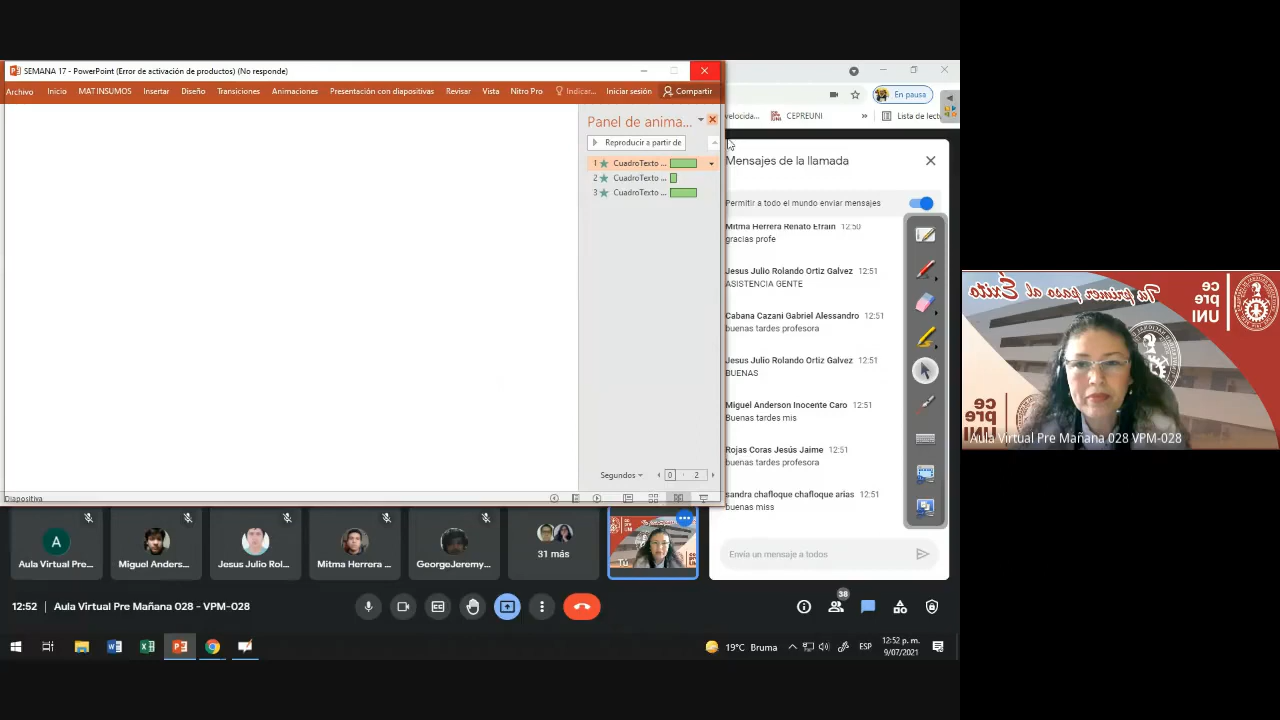 SEMANA 17 - PowerPoint (Error de activación de productos) (No responde)
Archivo Inicio MAT INSUMOS Insertar Diseño Transiciones Animaciones Presentación con diapositivas Revisar Vista Nitro Pro Indicar... Iniciar sesión Compartir
En pausa
velocida... CEPREUNI » Lista de lectu
Panel de anima...
Reproducir a partir de
1 CuadroTexto ...
2 CuadroTexto ...
3 CuadroTexto ...
Segundos 0 2
Diapositiva
Mensajes de la llamada
Permitir a todo el mundo enviar mensajes
Mitma Herrera Renato Efrain 12:50
gracias profe
Jesus Julio Rolando Ortiz Galvez 12:51
ASISTENCIA GENTE
Cabana Cazani Gabriel Alessandro 12:51
buenas tardes profesora
Jesus Julio Rolando Ortiz Galvez 12:51
BUENAS
Miguel Anderson Inocente Caro 12:51
Buenas tardes mis
Rojas Coras Jesús Jaime 12:51
buenas tardes profesora
sandra chafloque chafloque arias 12:51
buenas miss
Envía un mensaje a todos
A
Aula Virtual Pre...
Miguel Anders...
Jesus Julio Rol...
Mitma Herrera ...
GeorgeJeremy...
31 más
Tú
12:52 Aula Virtual Pre Mañana 028 - VPM-028
38
19°C Bruma ESP
12:52 p. m.
9/07/2021
Tu primer paso al Éxito
ce
pre
UNI
ce
pre
UNI
Aula Virtual Pre Mañana 028 VPM-028